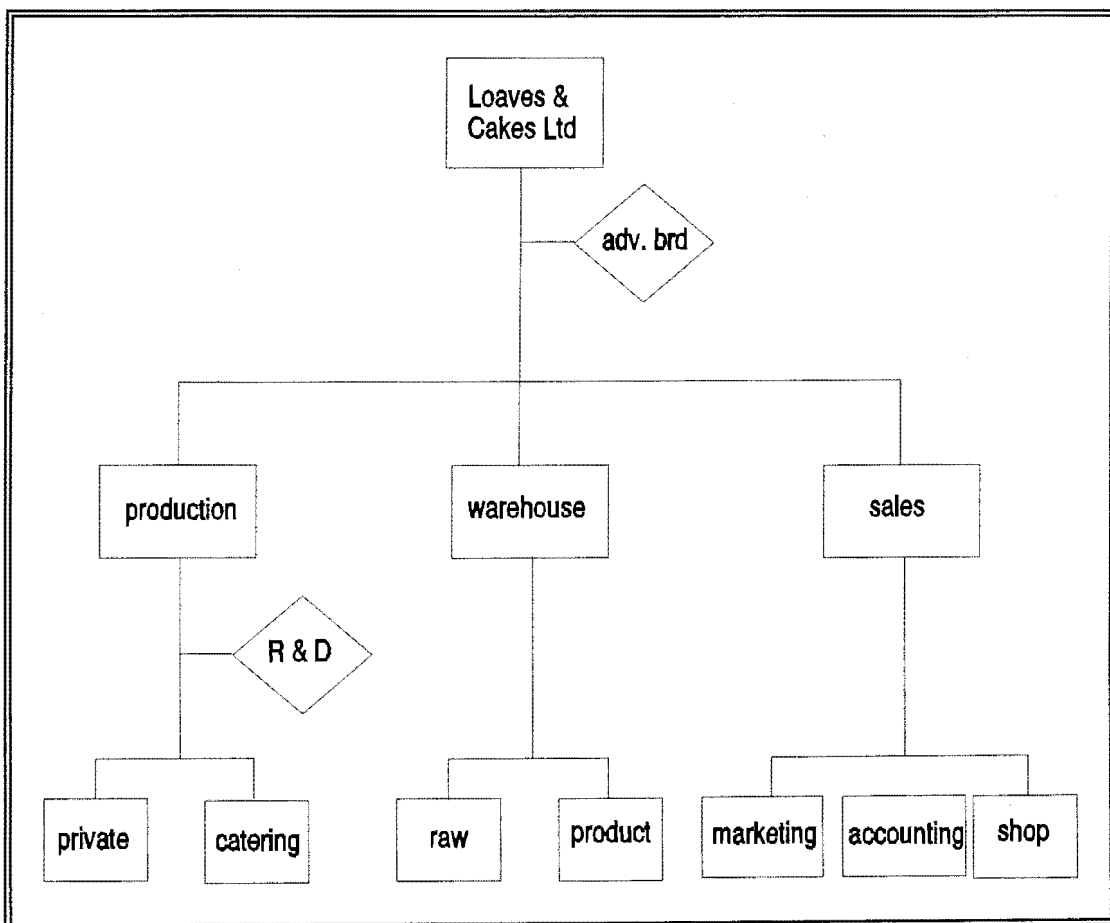 Loaves &
Cakes Ltd
adv. brd
production
warehouse
sales
R & D
private
catering
raw
product
marketing
accounting
shop